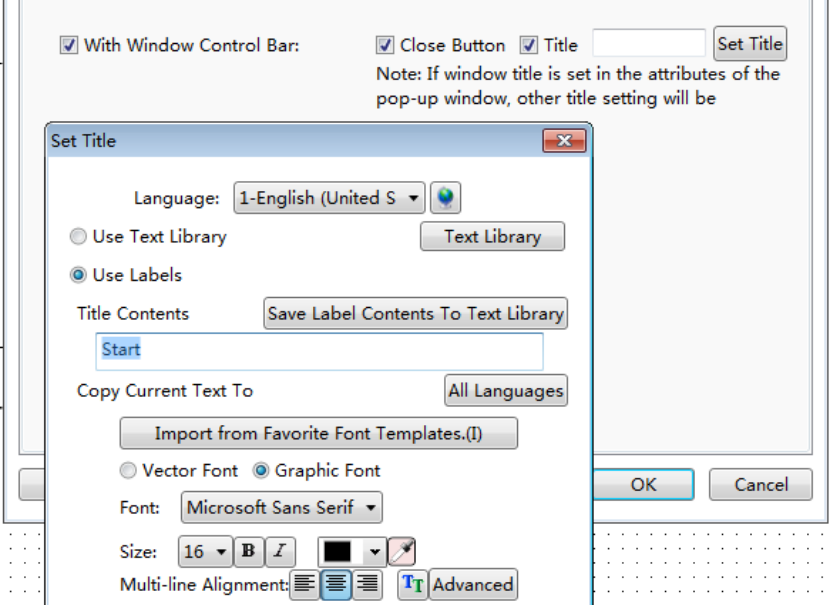 With Window Control Bar: Close Button Title Set Title
Note: If window title is set in the attributes of the
pop-up window, other title setting will be
Set Title
Language: 1-English (United S
Use Text Library Text Library
Use Labels
Title Contents Save Label Contents To Text Library
Start
Copy Current Text To All Languages
Import from Favorite Font Templates.(I)
Vector Font Graphic Font
OK Cancel
Font: Microsoft Sans Serif
Size: 16 B I
Multi-line Alignment: TT Advanced